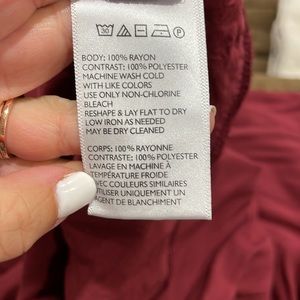 30 P
BODY: 100% RAYON
CONTRAST: 100% POLYESTER
MACHINE WASH COLD
WITH LIKE COLORS
USE ONLY NON-CHLORINE
BLEACH
RESHAPE & LAY FLAT TO DRY
LOW IRON AS NEEDED
MAY BE DRY CLEANED
CORPS: 100% RAYONNE
CONTRASTE: 100% POLYESTER
LAVAGE EN MACHINE À
TEMPÉRATURE FROIDE
AVEC COULEURS SIMILAIRES
UTILISER UNIQUEMENT UN
AGENT DE BLANCHIMENT